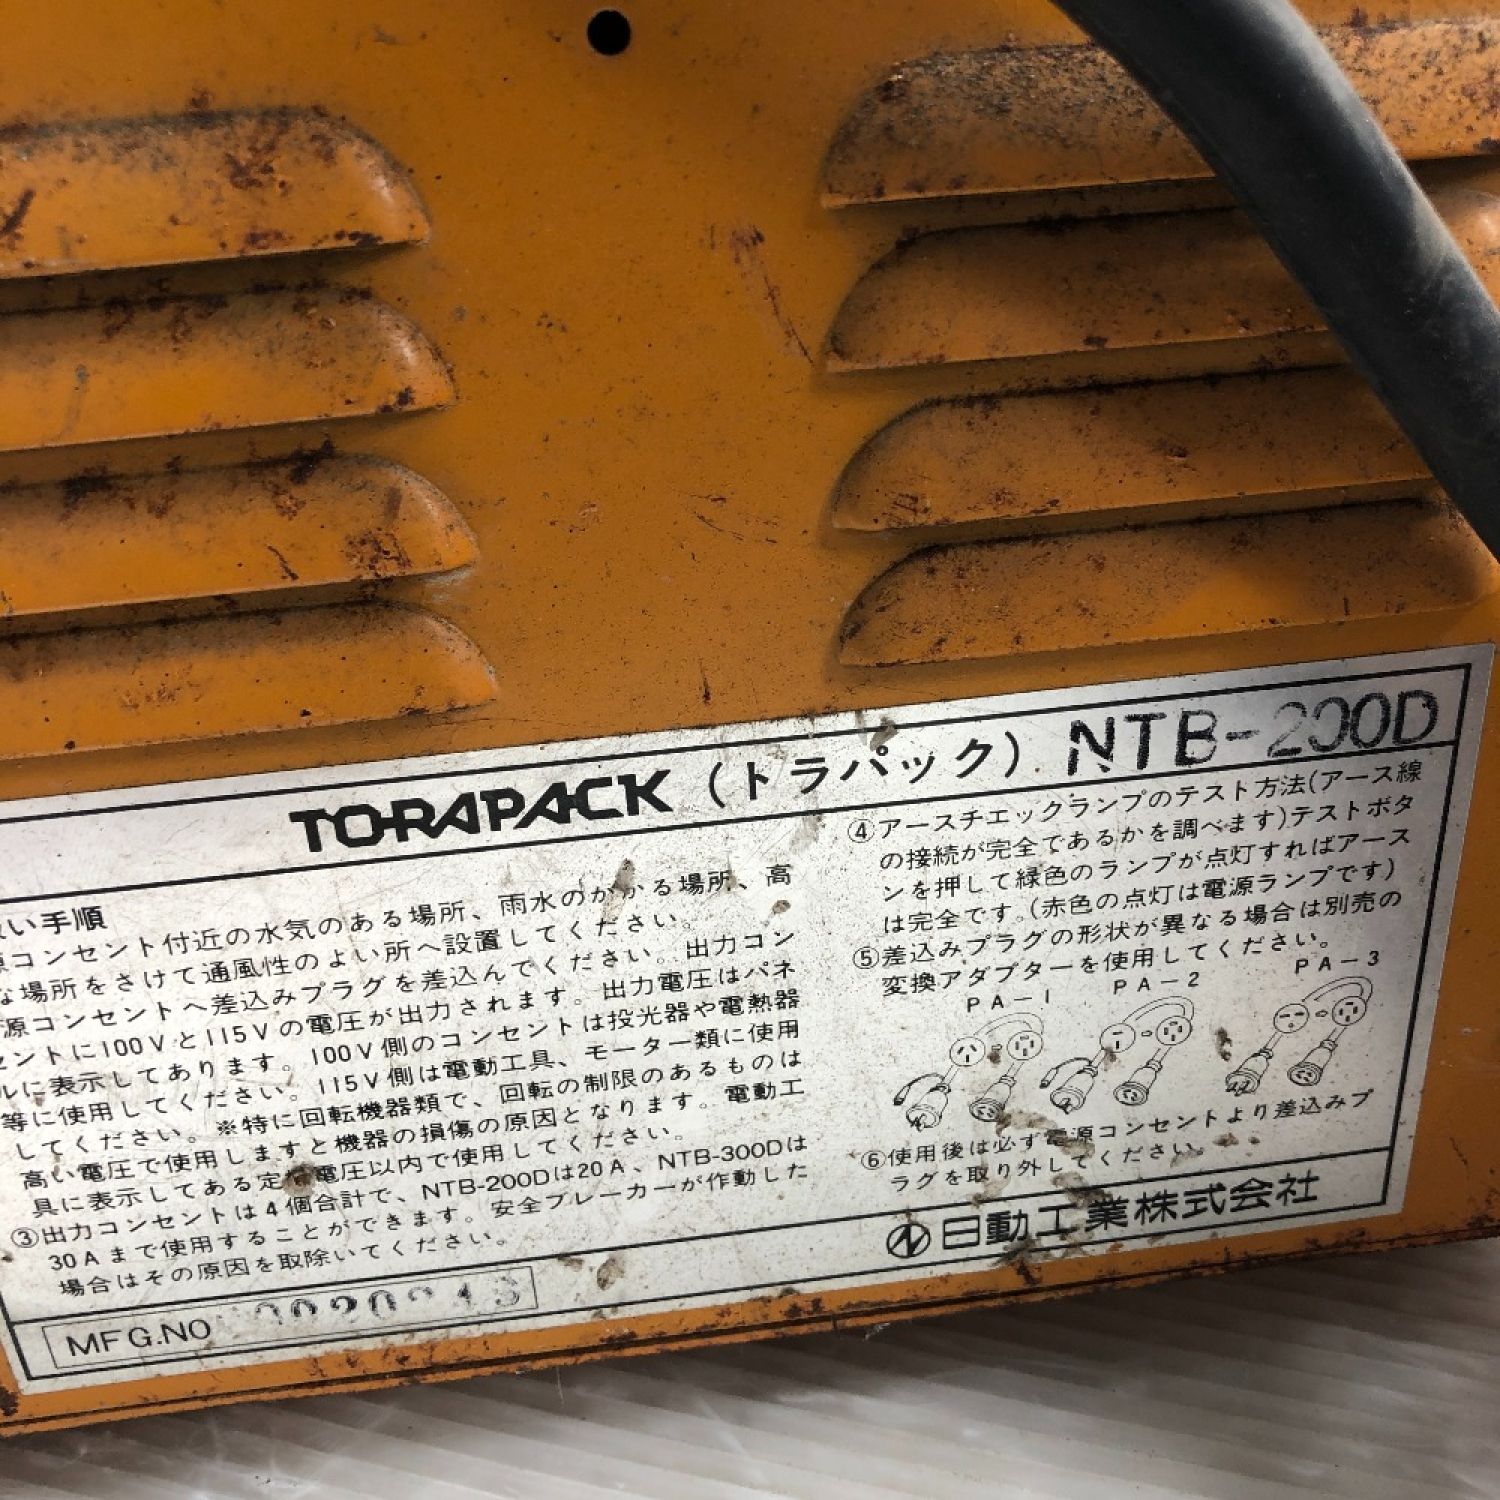 TORAPACK (トラパック) NTB-200D
い手順
コンセント付近の水気のある場所、雨水のかかる場所、高
な場所をさけて通風性のよい所へ設置してください。
源コンセントへ差込みプラグを差込んでください。出力コン
セントに100Vと115Vの電圧が出力されます。出力電圧はパネ
ルに表示してあります。100V側のコンセントは投光器や電熱器
等に使用してください。115V側は電動工具、モーター類に使用
してください。※特に回転機器類で、回転の制限のあるものは
高い電圧で使用しますと機器の損傷の原因となります。電動工
具に表示してある定格電圧以内で使用してください。
③出力コンセントは4個合計で、NTB-200Dは20A、NTB-300Dは
30Aまで使用することができます。安全ブレーカーが作動した
場合はその原因を取除いてください。
④アースチエックランプのテスト方法(アース線
の接続が完全であるかを調べます)テストボタ
ンを押して緑色のランプが点灯すればアース
は完全です。(赤色の点灯は電源ランプです)
⑤差込みプラグの形状が異なる場合は別売の
変換アダプターを使用してください。
PA-1 PA-2 PA-3
⑥使用後は必ず電源コンセントより差込みプ
ラグを取り外してください。
日動工業株式会社
MFG.NO